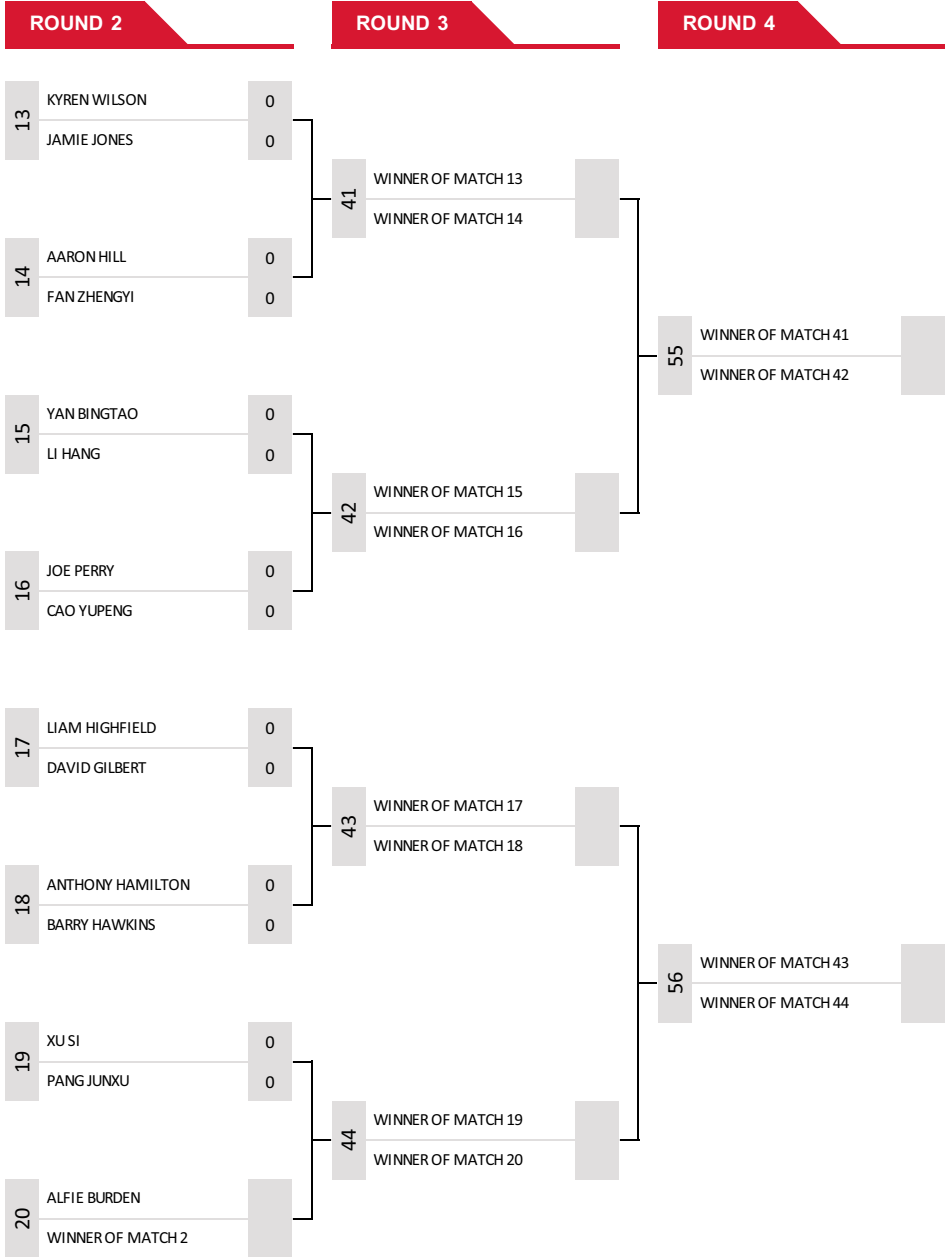 ROUND 2
ROUND 3
ROUND 4
13
KYREN WILSON 0
JAMIE JONES 0
41
WINNER OF MATCH 13
WINNER OF MATCH 14
14
AARON HILL 0
FAN ZHENGYI 0
55
WINNER OF MATCH 41
WINNER OF MATCH 42
15
YAN BINGTAO 0
LI HANG 0
42
WINNER OF MATCH 15
WINNER OF MATCH 16
16
JOE PERRY 0
CAO YUPENG 0
17
LIAM HIGHFIELD 0
DAVID GILBERT 0
43
WINNER OF MATCH 17
WINNER OF MATCH 18
18
ANTHONY HAMILTON 0
BARRY HAWKINS 0
56
WINNER OF MATCH 43
WINNER OF MATCH 44
19
XU SI 0
PANG JUNXU 0
44
WINNER OF MATCH 19
WINNER OF MATCH 20
20
ALFIE BURDEN
WINNER OF MATCH 2